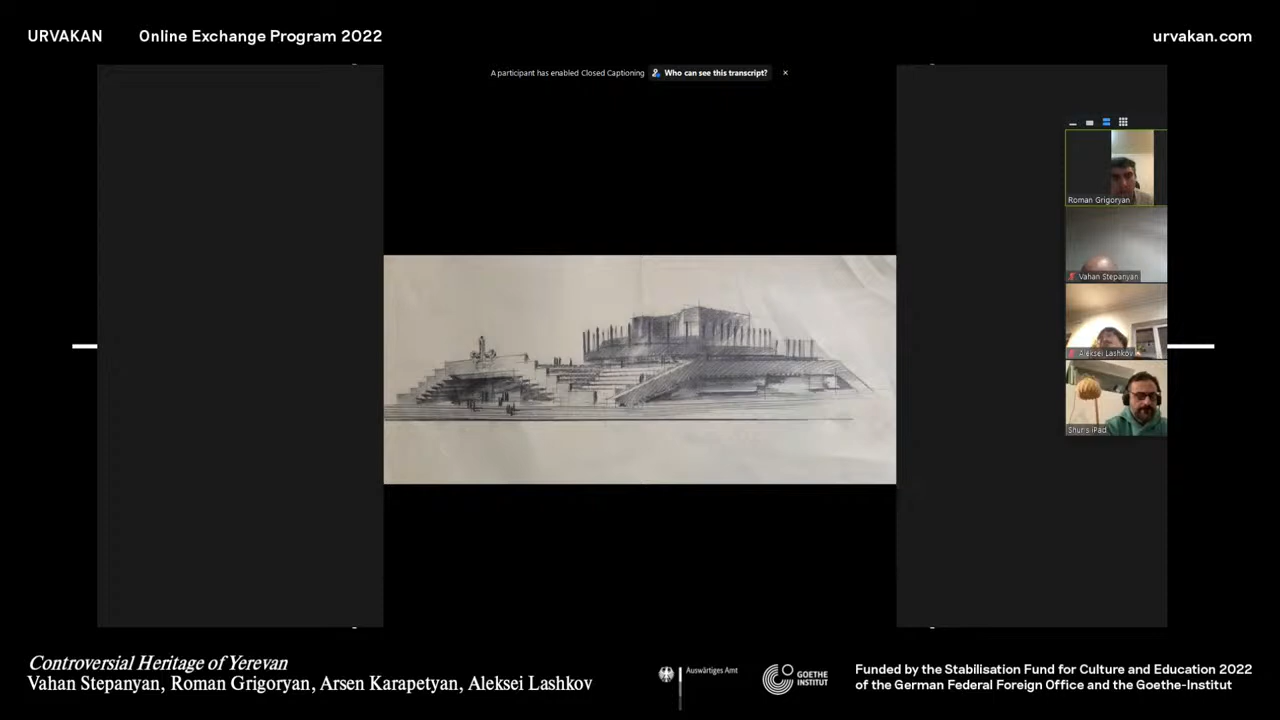 URVAKAN
Online Exchange Program 2022
urvakan.com
A participant has enabled Closed Captioning
Who can see this transcript?
Roman Grigoryan
Vahan Stepanyan
Aleksei Lashkov
Shur's iPad
Controversial Heritage of Yerevan
Vahan Stepanyan, Roman Grigoryan, Arsen Karapetyan, Aleksei Lashkov
Auswärtiges Amt
GOETHE
INSTITUT
Funded by the Stabilisation Fund for Culture and Education 2022
of the German Federal Foreign Office and the Goethe-Institut